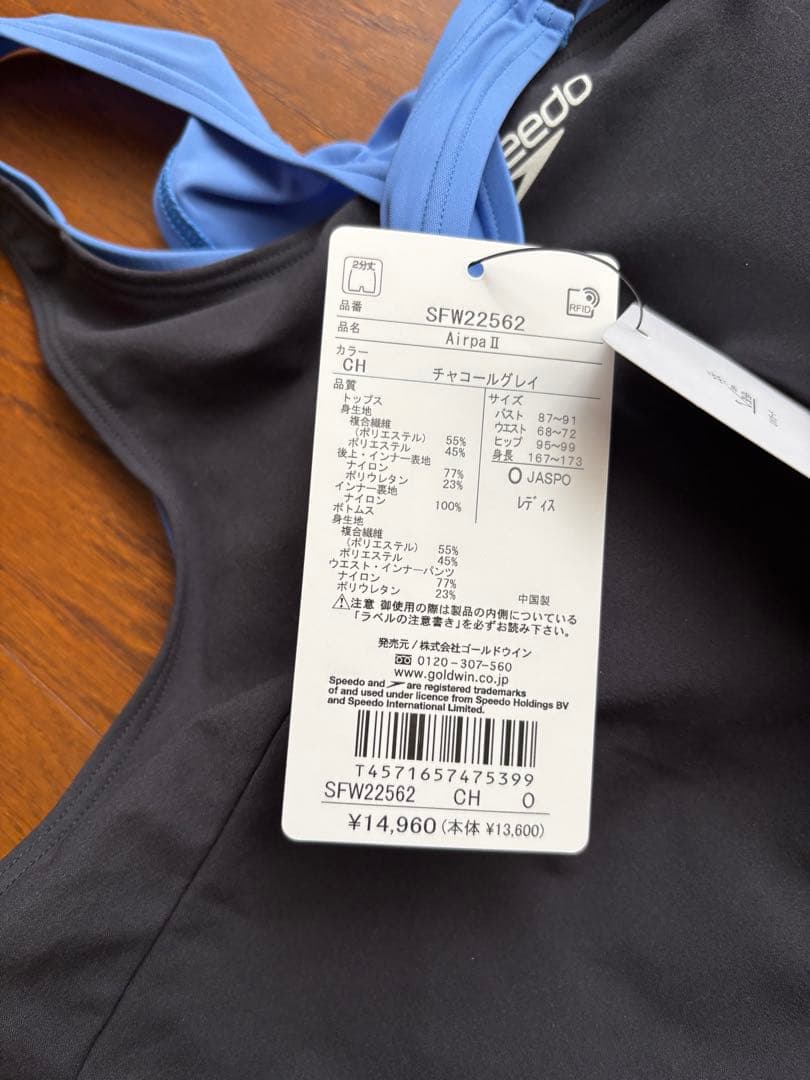 eedo
2分丈
RFID
品番 SFW22562
品名 AirpaⅡ
カラー
CH チャコールグレイ
品質
トップス
身生地
複合繊維
(ポリエステル) 55%
ポリエステル 45%
後上・インナー表地
ナイロン 77%
ポリウレタン 23%
インナー裏地
ナイロン 100%
ボトムス
身生地
複合繊維
(ポリエステル) 55%
ポリエステル 45%
ウエスト・インナーパンツ
ナイロン 77%
ポリウレタン 23%
サイズ
バスト 87~91
ウエスト 68~72
ヒップ 95~99
身長 167~173
O JASPO
レディス
中国製
注意 御使用の際は製品の内側についている
「ラベルの注意書き」を必ずお読み下さい。
発売元/株式会社ゴールドウイン
0120-307-560
www.goldwin.co.jp
Speedo and are registered trademarks
of and used under licence from Speedo Holdings BV
and Speedo International Limited.
T4571657475399
SFW22562 CH O
¥14,960(本体 ¥13,600)